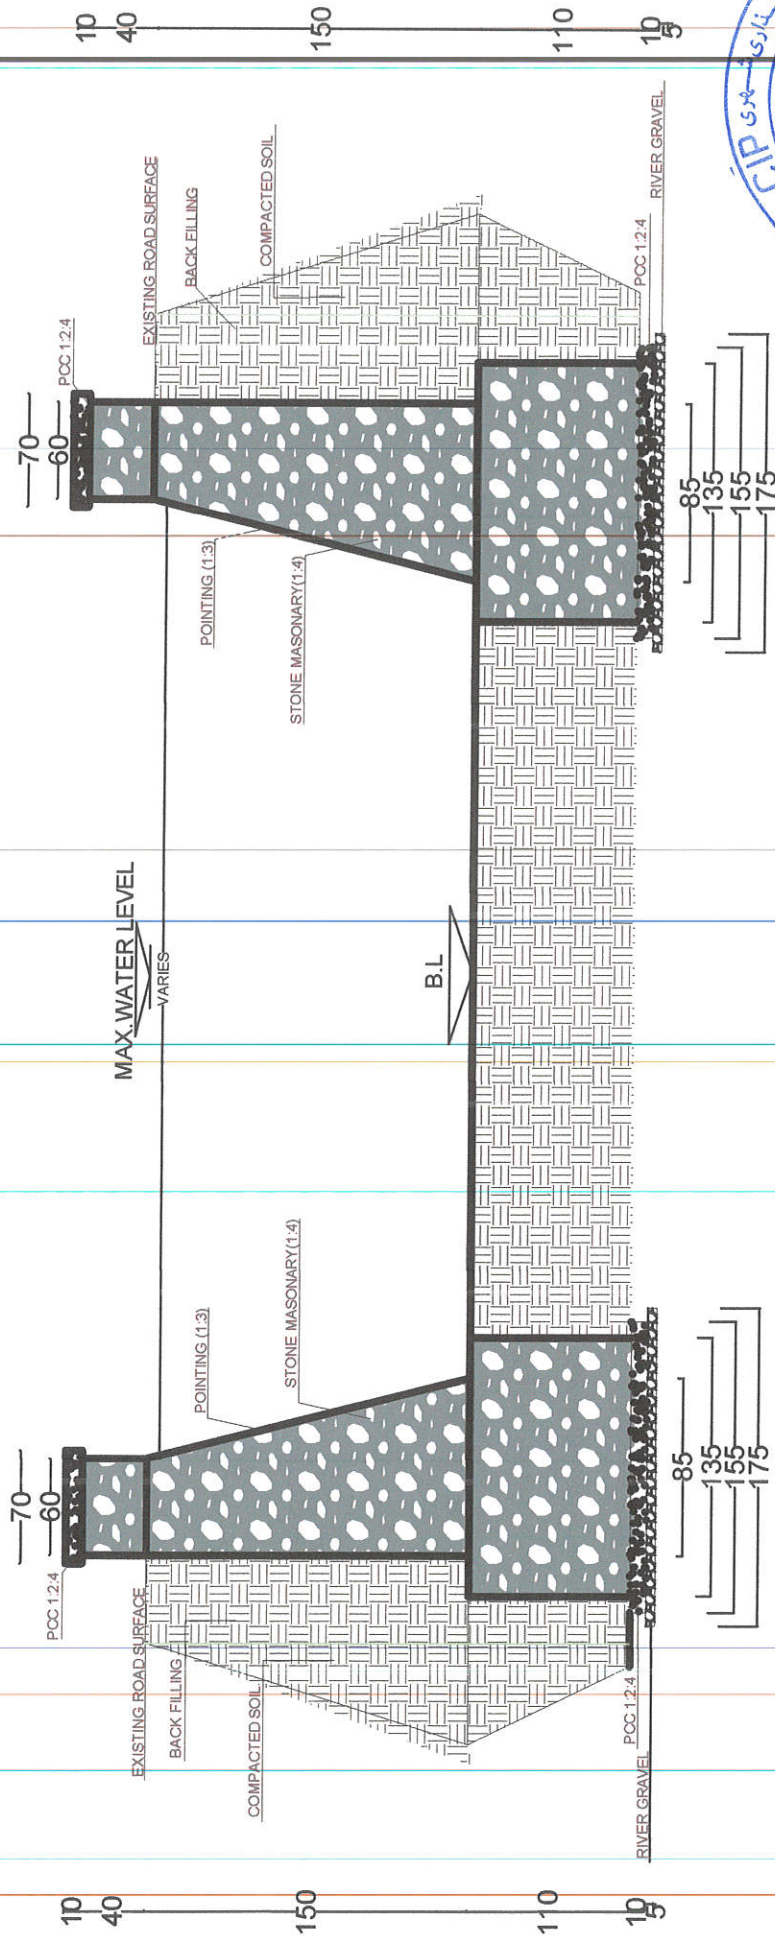 70
60
PCC 1:2:4
EXISTING ROAD SURFACE
BACK FILLING
COMPACTED SOIL
POINTING (1:3)
STONE MASONARY(1:4)
PCC 1:2:4
RIVER GRAVEL
85
135
155
175
10
40
150
110
10
5
MAX.WATER LEVEL
VARIES
B.L
70
60
PCC 1:2:4
EXISTING ROAD SURFACE
BACK FILLING
COMPACTED SOIL
POINTING (1:3)
STONE MASONARY(1:4)
PCC 1:2:4
RIVER GRAVEL
85
135
155
175
10
40
150
110
10
5
CIP